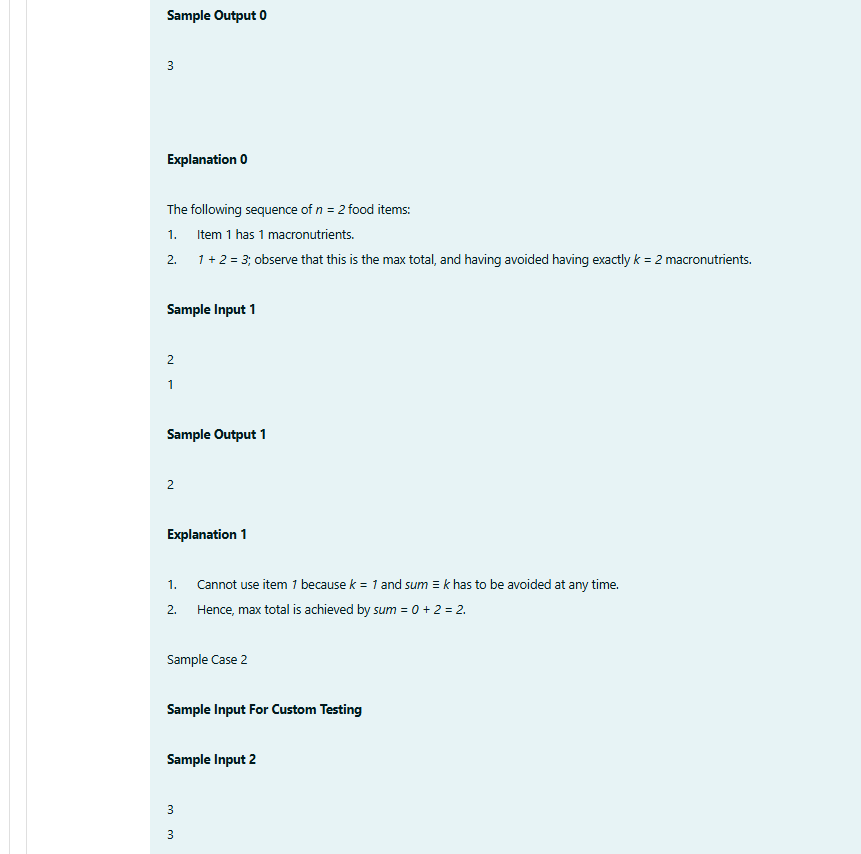 Sample Output 0
3
Explanation 0
The following sequence of n = 2 food items:
1. Item 1 has 1 macronutrients.
2. 1 + 2 = 3; observe that this is the max total, and having avoided having exactly k = 2 macronutrients.
Sample Input 1
2
1
Sample Output 1
2
Explanation 1
1. Cannot use item 1 because k = 1 and sum ≡ k has to be avoided at any time.
2. Hence, max total is achieved by sum = 0 + 2 = 2.
Sample Case 2
Sample Input For Custom Testing
Sample Input 2
3
3